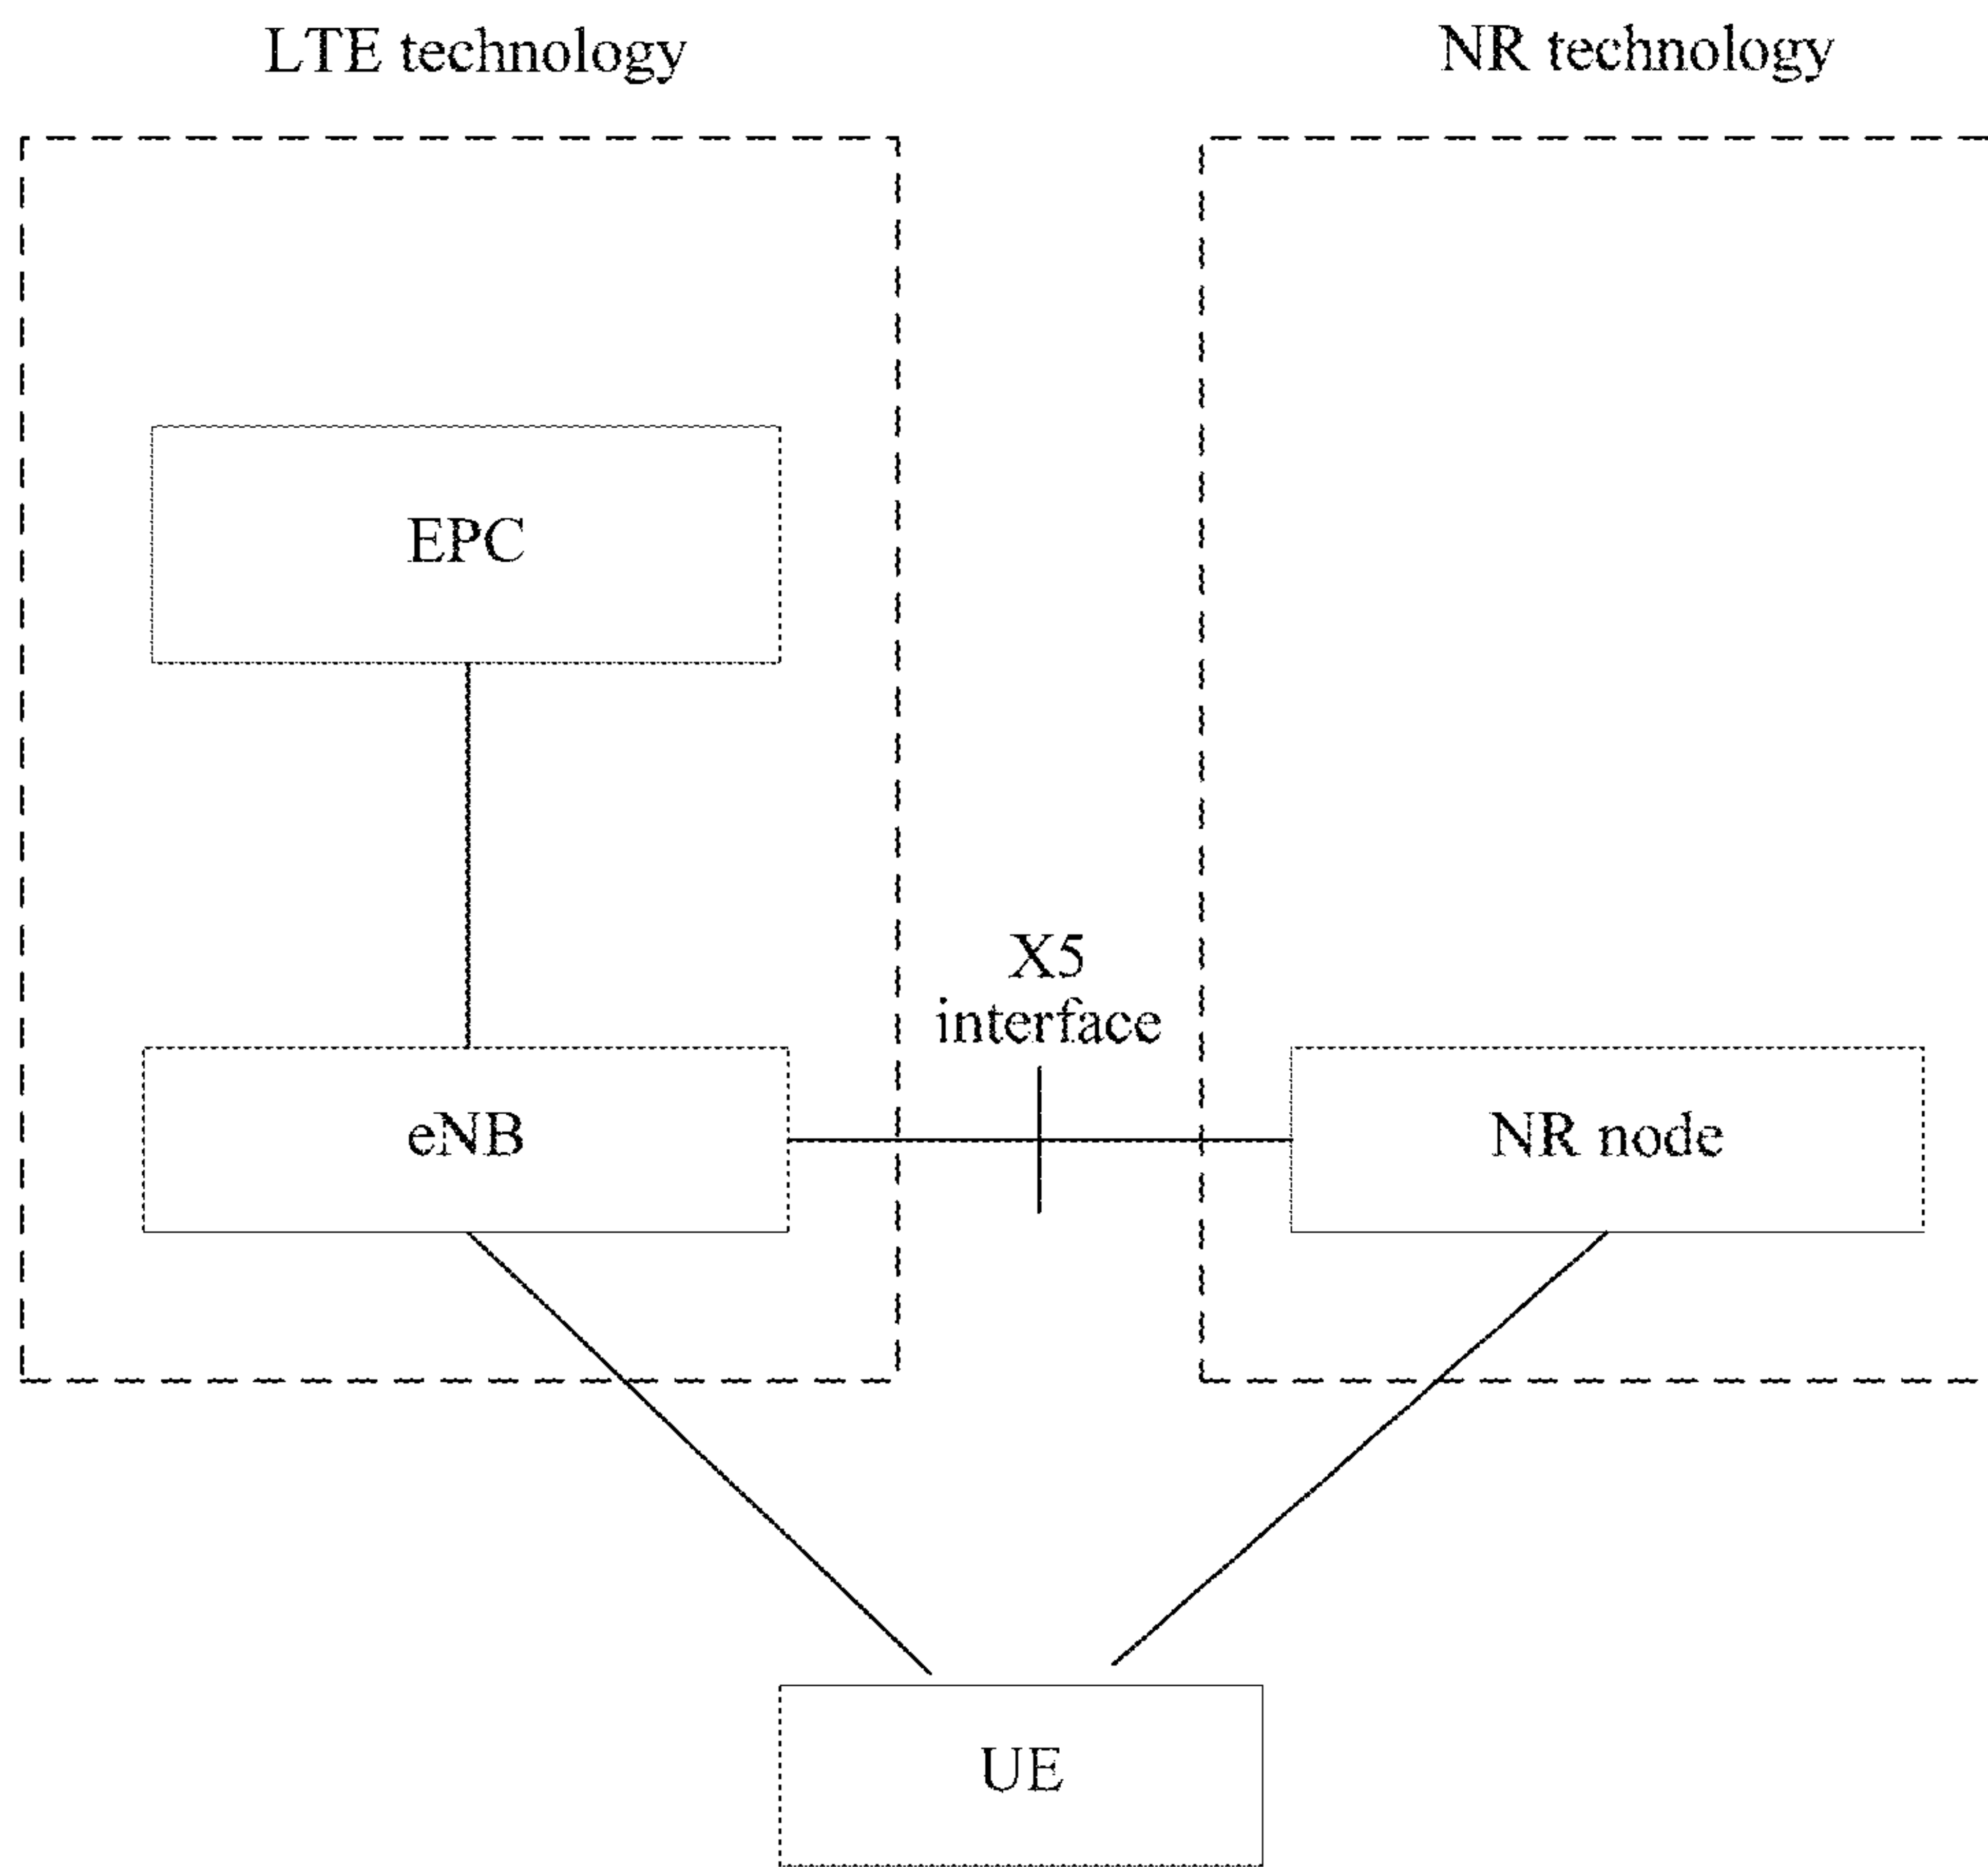 LTE technology
NR technology
EPC
X5
interface
eNB
NR node
UE